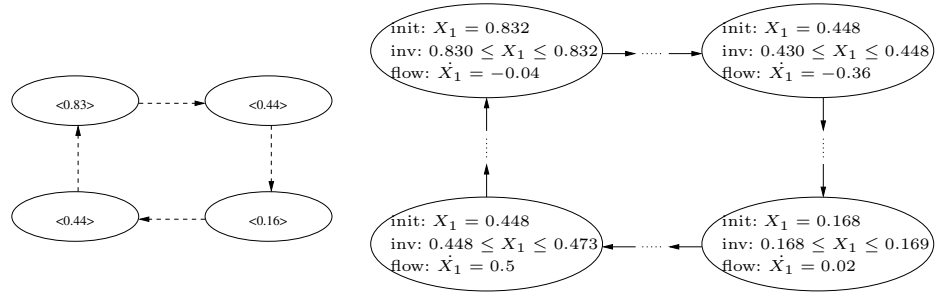 <0.83>
<0.44>
<0.44>
<0.16>
init: X₁ = 0.832
inv: 0.830 ≤ X₁ ≤ 0.832
flow: Ẋ₁ = −0.04
init: X₁ = 0.448
inv: 0.430 ≤ X₁ ≤ 0.448
flow: Ẋ₁ = −0.36
init: X₁ = 0.448
inv: 0.448 ≤ X₁ ≤ 0.473
flow: Ẋ₁ = 0.5
init: X₁ = 0.168
inv: 0.168 ≤ X₁ ≤ 0.169
flow: Ẋ₁ = 0.02